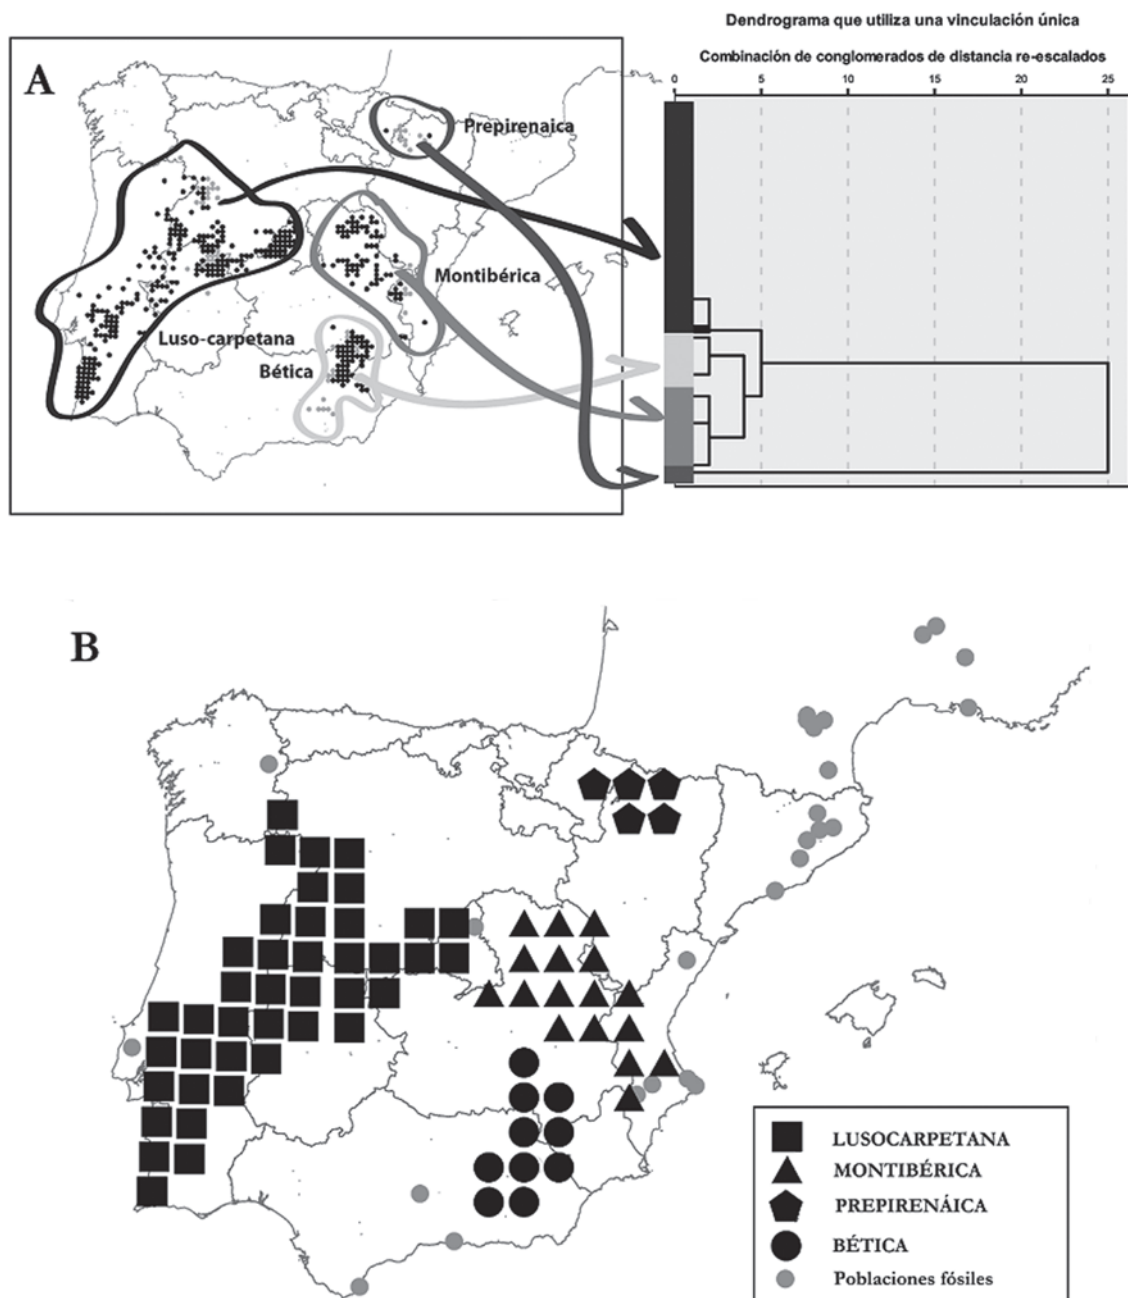 Dendrograma que utiliza una vinculación única
Combinación de conglomerados de distancia re-escalados
0 5 10 15 20 25
A
Prepirenaica
Montibérica
Luso-carpetana
Bética
B
LUSOCARPETANA
MONTIBÉRICA
PREPIRENÁICA
BÉTICA
Poblaciones fósiles